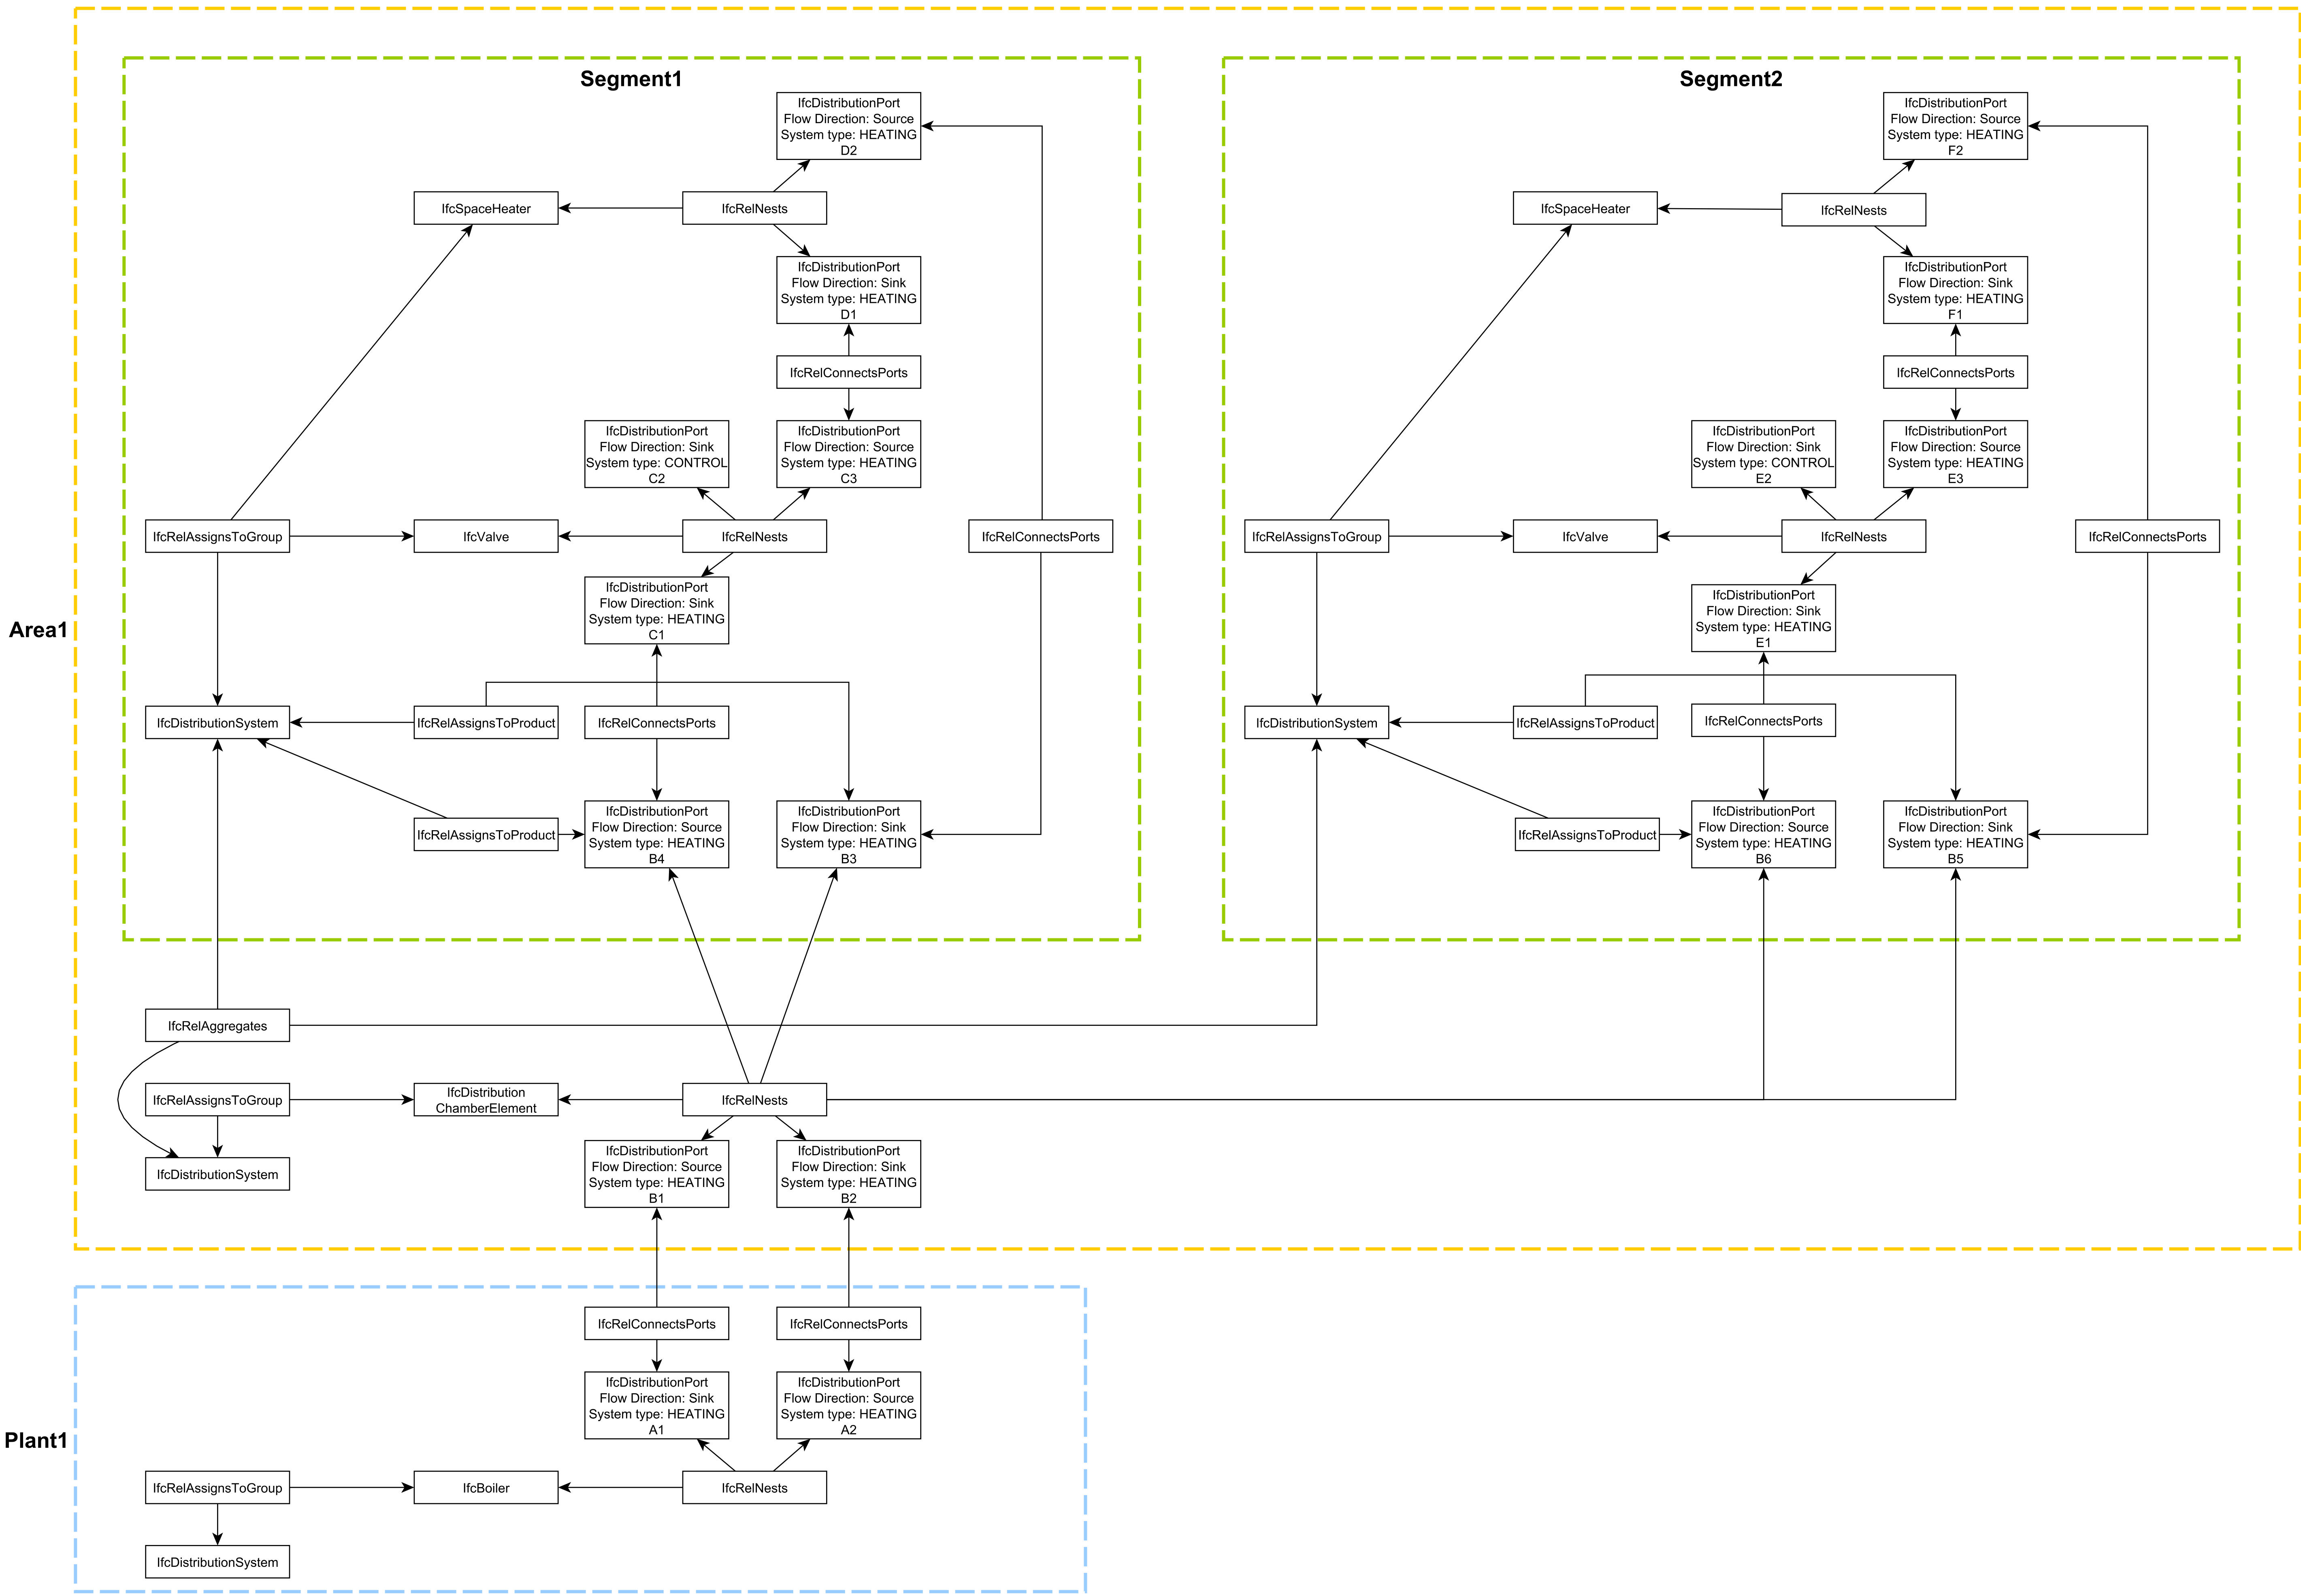 Segment1
Segment2
IfcDistributionPort
Flow Direction: Source
System type: HEATING
D2
IfcDistributionPort
Flow Direction: Source
System type: HEATING
F2
IfcSpaceHeater
IfcRelNests
IfcSpaceHeater
IfcRelNests
IfcDistributionPort
Flow Direction: Sink
System type: HEATING
D1
IfcDistributionPort
Flow Direction: Sink
System type: HEATING
F1
IfcRelConnectsPorts
IfcRelConnectsPorts
IfcDistributionPort
Flow Direction: Sink
System type: CONTROL
C2
IfcDistributionPort
Flow Direction: Source
System type: HEATING
C3
IfcDistributionPort
Flow Direction: Sink
System type: CONTROL
E2
IfcDistributionPort
Flow Direction: Source
System type: HEATING
E3
IfcRelAssignsToGroup
IfcValve
IfcRelNests
IfcRelConnectsPorts
IfcRelAssignsToGroup
IfcValve
IfcRelNests
IfcRelConnectsPorts
IfcDistributionPort
Flow Direction: Sink
System type: HEATING
C1
IfcDistributionPort
Flow Direction: Sink
System type: HEATING
E1
Area1
IfcDistributionSystem
IfcRelAssignsToProduct
IfcRelConnectsPorts
IfcDistributionSystem
IfcRelAssignsToProduct
IfcRelConnectsPorts
IfcRelAssignsToProduct
IfcDistributionPort
Flow Direction: Source
System type: HEATING
B4
IfcDistributionPort
Flow Direction: Sink
System type: HEATING
B3
IfcRelAssignsToProduct
IfcDistributionPort
Flow Direction: Source
System type: HEATING
B6
IfcDistributionPort
Flow Direction: Sink
System type: HEATING
B5
IfcRelAggregates
IfcRelAssignsToGroup
IfcDistribution
ChamberElement
IfcRelNests
IfcDistributionSystem
IfcDistributionPort
Flow Direction: Source
System type: HEATING
B1
IfcDistributionPort
Flow Direction: Sink
System type: HEATING
B2
IfcRelConnectsPorts
IfcRelConnectsPorts
IfcDistributionPort
Flow Direction: Sink
System type: HEATING
A1
IfcDistributionPort
Flow Direction: Source
System type: HEATING
A2
Plant1
IfcRelAssignsToGroup
IfcBoiler
IfcRelNests
IfcDistributionSystem